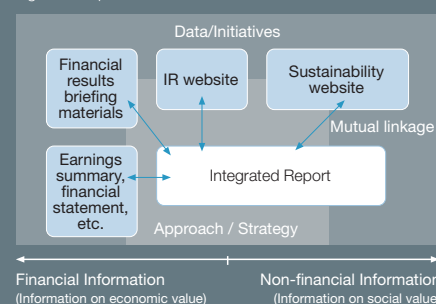 Data/Initiatives
Financial
results
briefing
materials
IR website
Sustainability
website
Mutual linkage
Earnings
summary,
financial
statement,
etc.
Integrated Report
Approach / Strategy
Financial Information
(Information on economic value)
Non-financial Information
(Information on social value